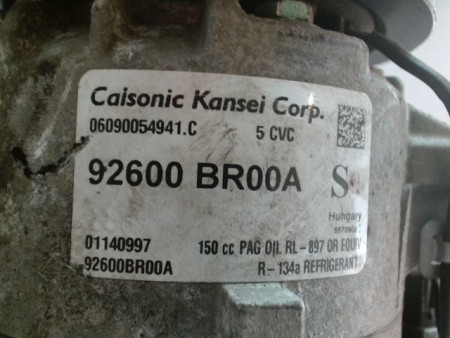 Caisonic Kansei Corp.
06090054941.C 5 CVC
92600 BR00A S
Hungary
01140997 150 cc PAG OIL RL-897 OR EQUIV
92600BR00A R-134a REFRIGERANT